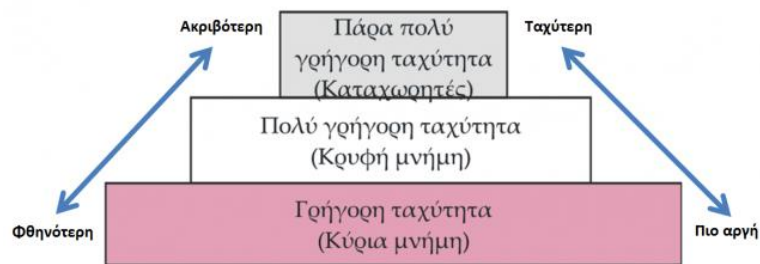 Ακριβότερη
Πάρα πολύ
γρήγορη ταχύτητα
(Καταχωρητές)
Ταχύτερη
Πολύ γρήγορη ταχύτητα
(Κρυφή μνήμη)
Φθηνότερη
Γρήγορη ταχύτητα
(Κύρια μνήμη)
Πιο αργή